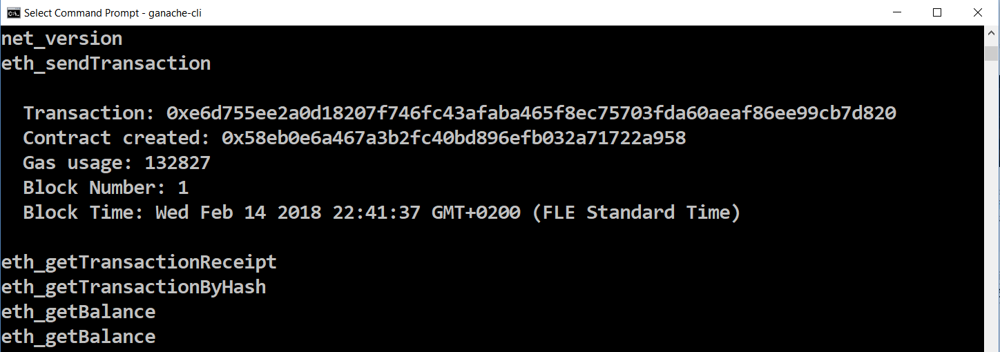 Select Command Prompt - ganache-cli
net_version
eth_sendTransaction
Transaction: 0xe6d755ee2a0d18207f746fc43afaba465f8ec75703fda60aeaf86ee99cb7d820
Contract created: 0x58eb0e6a467a3b2fc40bd896efb032a71722a958
Gas usage: 132827
Block Number: 1
Block Time: Wed Feb 14 2018 22:41:37 GMT+0200 (FLE Standard Time)
eth_getTransactionReceipt
eth_getTransactionByHash
eth_getBalance
eth_getBalance